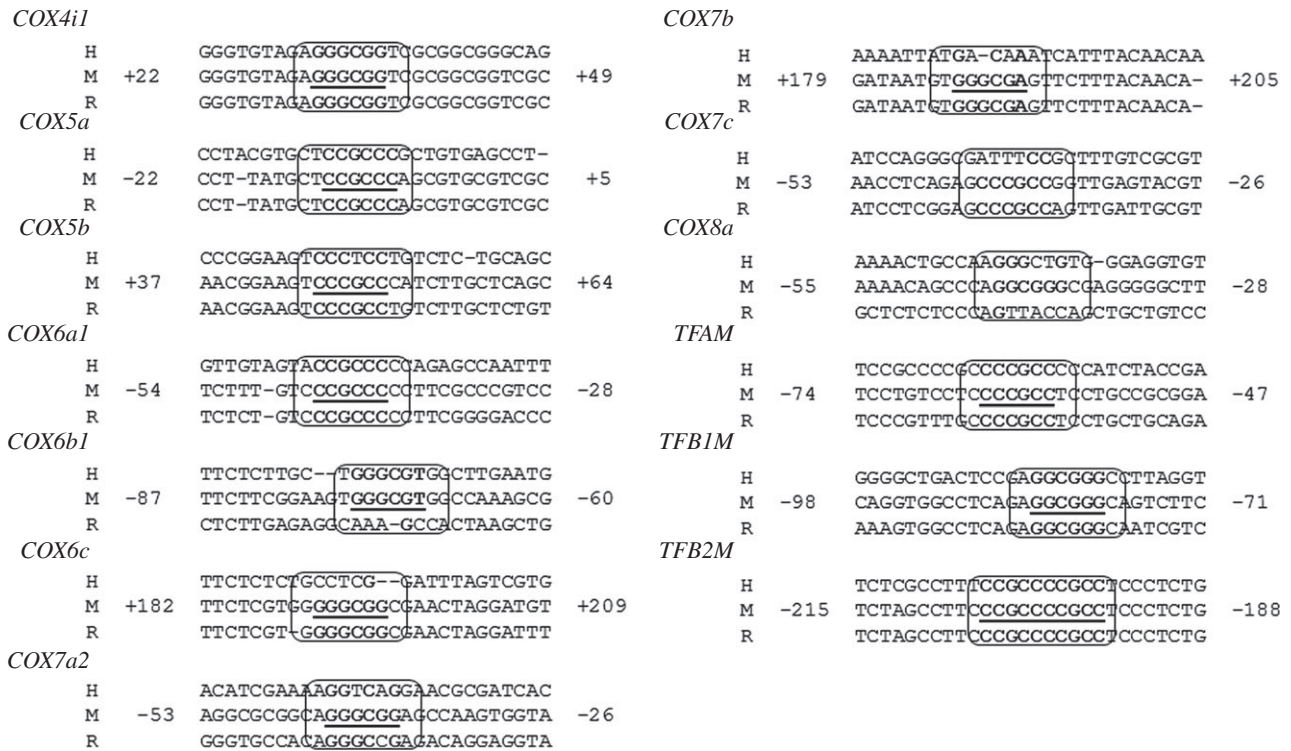 COX4i1
H GGGTGTAGAGGGCGGTCGCGGCGGGCAG
M +22 GGGTGTAGAGGGCGGTCGCGGCGGTCGC +49
R GGGTGTAGAGGGCGGTCGCGGCGGTCGC
COX5a
H CCTACGTGCTCCGCCCGCTGTGAGCCT-
M -22 CCT-TATGCTCCGCCCAGCGTGCGTCGC +5
R CCT-TATGCTCCGCCCAGCGTGCGTCGC
COX5b
H CCCGGAAGTCCCTCCTGTCTC-TGCAGC
M +37 AACGGAAGTCCCGCCCATCTTGCTCAGC +64
R AACGGAAGTCCCGCCTGTCTTGCTCTGT
COX6a1
H GTTGTAGTACCGCCCCCAGAGCCAATTT
M -54 TCTTT-GTCCCGCCCCCTTCGCCCGTCC -28
R TCTCT-GTCCCGCCCCCTTCGGGGACCC
COX6b1
H TTCTCTTGC--TGGGCGTGGCTTGAATG
M -87 TTCTTCGGAAGTGGGCGTGGCCAAAGCG -60
R CTCTTGAGAGGCAAA-GCCACTAAGCTG
COX6c
H TTCTCTCTGCCTCG--GATTTAGTCGTG
M +182 TTCTCGTGGGGGCGGCGAACTAGGATGT +209
R TTCTCGT-GGGGCGGCGAACTAGGATTT
COX7a2
H ACATCGAAAAGGTCAGGAACGCGATCAC
M -53 AGGCGCGGCAGGGCGGAGCCAAGTGGTA -26
R GGGTGCCACAGGGCCGAGACAGGAGGTA
COX7b
H AAAATTATGA-CAAATCATTTACAACAA
M +179 GATAATGTGGGCGAGTTCTTTACAACA- +205
R GATAATGTGGGCGAGTTCTTTACAACA-
COX7c
H ATCCAGGGCGATTTCCGCTTTGTCGCGT
M -53 AACCTCAGAGCCCGCCGGTTGAGTACGT -26
R ATCCTCGGAGCCCGCCAGTTGATTGCGT
COX8a
H AAAACTGCCAAGGGCTGTG-GGAGGTGT
M -55 AAAACAGCCCAGGCGGGCGAGGGGGCTT -28
R GCTCTCTCCCAGTTACCAGCTGCTGTCC
TFAM
H TCCGCCCCGCCCCCGCCCCCATCTACCGA
M -74 TCCTGTCCTCCCCGCCTCCTGCCGCGGA -47
R TCCCGTTTGCCCCGCCTCCTGCTGCAGA
TFB1M
H GGGGCTGACTCCGAGGCGGGCCTTAGGT
M -98 CAGGTGGCCTCAGAGGCGGGCAGTCTTC -71
R AAAGTGGCCTCAGAGGCGGGCAATCGTC
TFB2M
H TCTCGCCTTTCCGCCCCGCCTCCCTCTG
M -215 TCTAGCCTTCCCGCCCCGCCTCCCTCTG -188
R TCTAGCCTTCCCGCCCCGCCTCCCTCTG